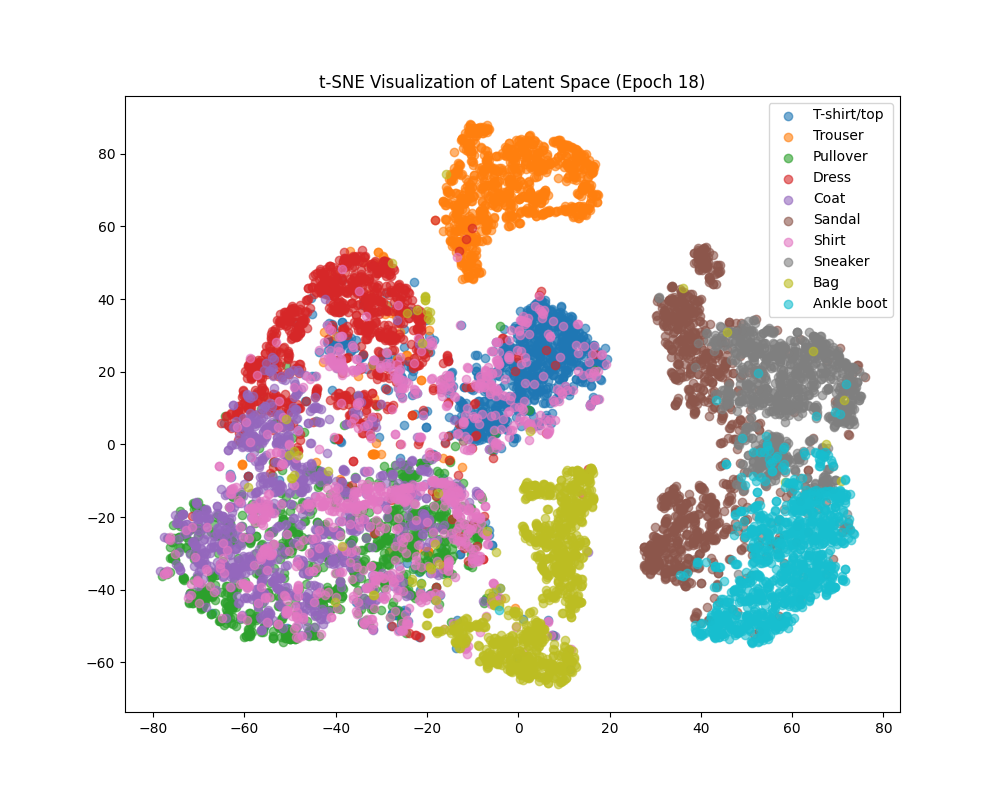 t-SNE Visualization of Latent Space (Epoch 18)
T-shirt/top
Trouser
Pullover
Dress
Coat
Sandal
Shirt
Sneaker
Bag
Ankle boot
80
60
40
20
0
−20
−40
−60
−80 −60 −40 −20 0 20 40 60 80